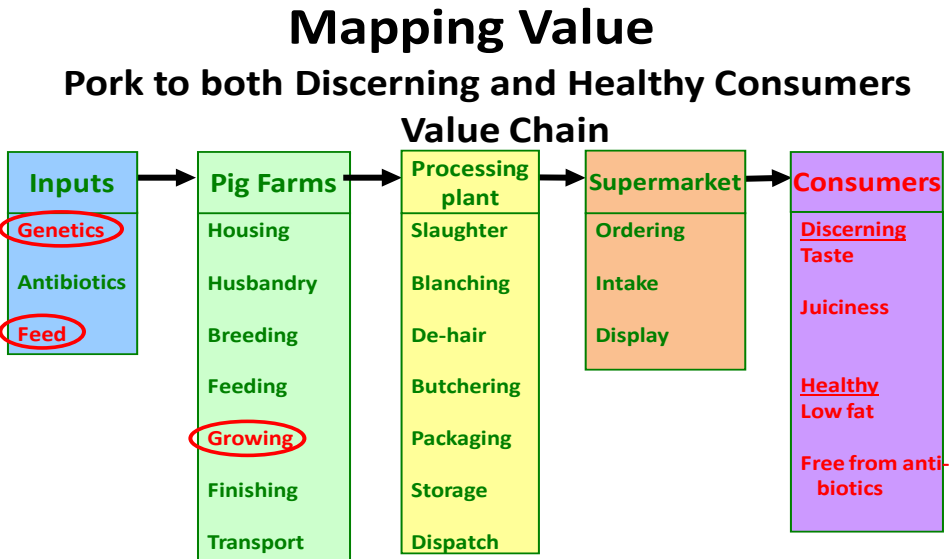 Mapping Value
Pork to both Discerning and Healthy Consumers
Value Chain
Inputs
Genetics
Antibiotics
Feed
Pig Farms
Housing
Husbandry
Breeding
Feeding
Growing
Finishing
Transport
Processing
plant
Slaughter
Blanching
De-hair
Butchering
Packaging
Storage
Dispatch
Supermarket
Ordering
Intake
Display
Consumers
Discerning
Taste
Juiciness
Healthy
Low fat
Free from anti-
biotics